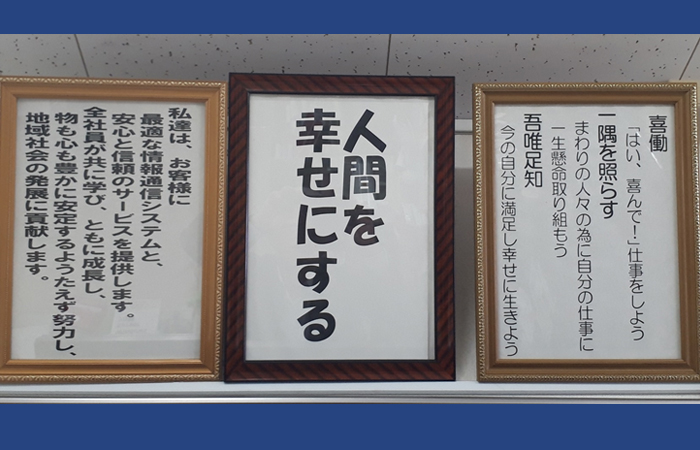 喜働
「はい、喜んで!」仕事をしよう
一隅を照らす
まわりの人々の為に自分の仕事に
一生懸命取り組もう
吾唯足知
今の自分に満足し幸せに生きよう
人間を
幸せにする
私達は、お客様に
最適な情報通信システムと、
安心と信頼のサービスを提供します。
全社員が共に学び、ともに成長し、
物も心も豊かに安定するようたえず努力し、
地域社会の発展に貢献します。